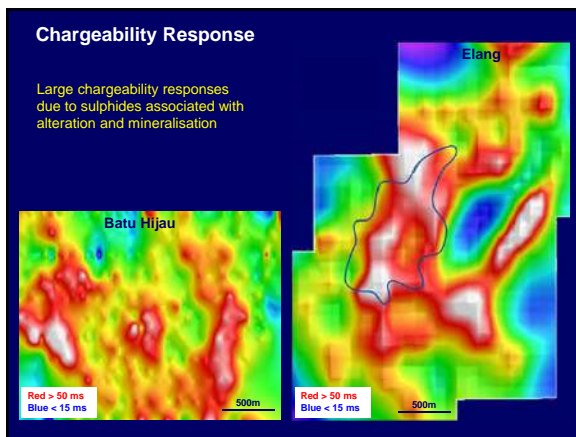 Chargeability Response
Large chargeability responses
due to sulphides associated with
alteration and mineralisation
Elang
Batu Hijau
Red > 50 ms
Blue < 15 ms
500m
Red > 50 ms
Blue < 15 ms
500m